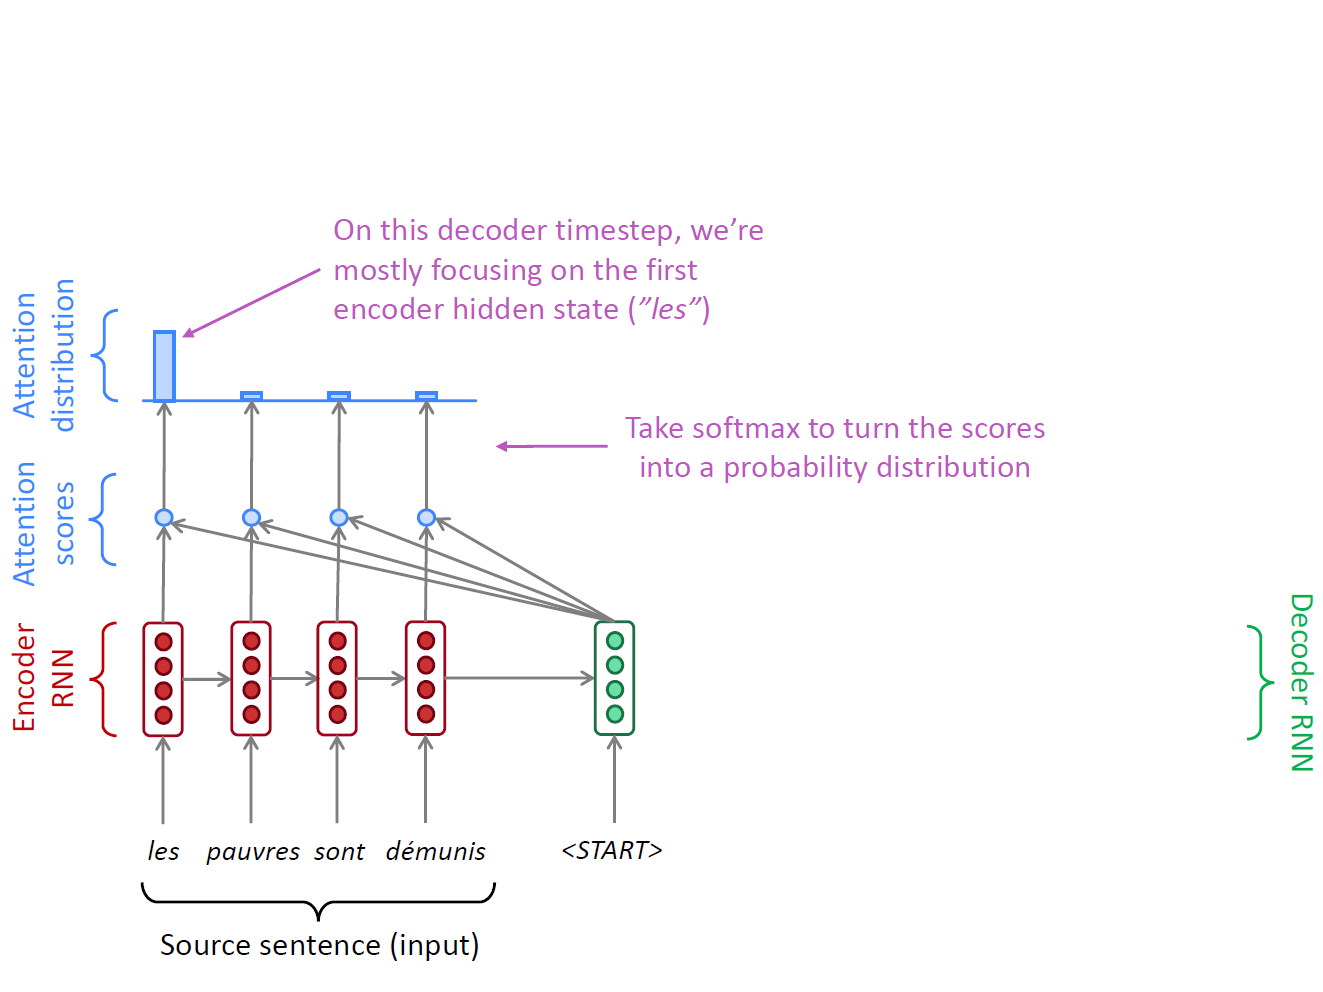 On this decoder timestep, we're
mostly focusing on the first
encoder hidden state (”les”)
Attention
distribution
Take softmax to turn the scores
into a probability distribution
Attention
scores
Encoder
RNN
Decoder RNN
les pauvres sont démunis <START>
Source sentence (input)